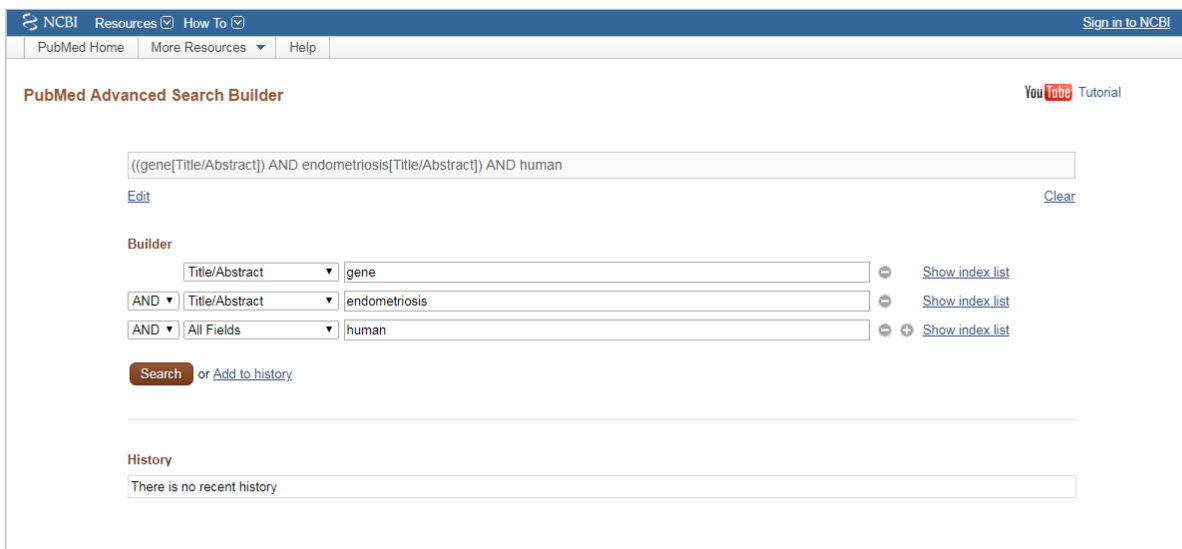 NCBI Resources How To Sign in to NCBI
PubMed Home More Resources Help
PubMed Advanced Search Builder YouTube Tutorial
((gene[Title/Abstract]) AND endometriosis[Title/Abstract]) AND human
Edit Clear
Builder
Title/Abstract gene Show index list
AND Title/Abstract endometriosis Show index list
AND All Fields human Show index list
Search or Add to history
History
There is no recent history